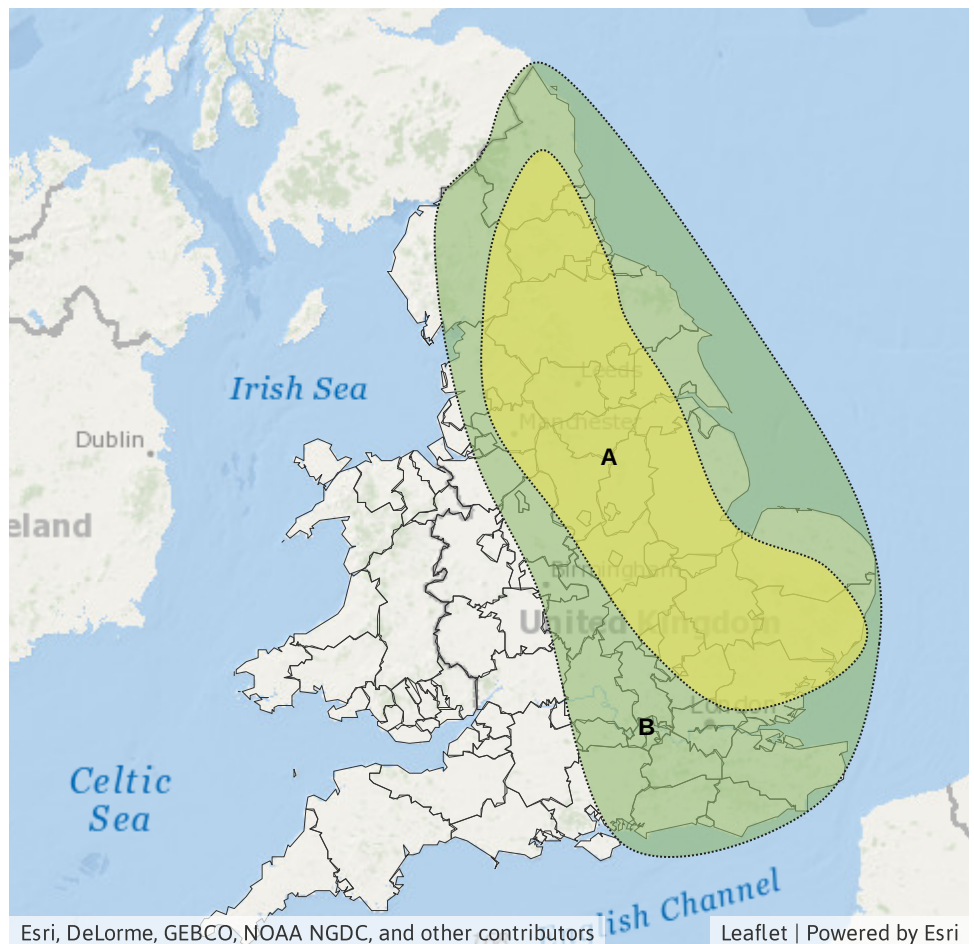 Irish Sea
Leeds
Manchester
Dublin
A
eland
Birmingham
United Kingdom
London
B
Celtic
Sea
lish Channel
Esri, DeLorme, GEBCO, NOAA NGDC, and other contributors
Leaflet | Powered by Esri